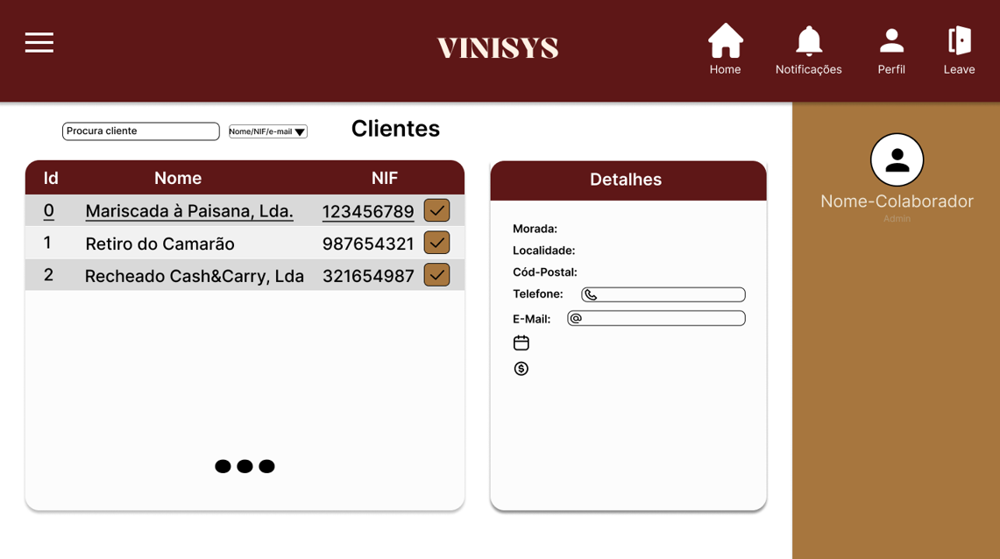 VINISYS
Home
Notificações
Perfil
Leave
Procura cliente
Nome/NIF/e-mail
Clientes
Id Nome NIF
0 Mariscada à Paisana, Lda. 123456789
1 Retiro do Camarão 987654321
2 Recheado Cash&Carry, Lda 321654987
Detalhes
Morada:
Localidade:
Cód-Postal:
Telefone:
E-Mail:
Nome-Colaborador
Admin